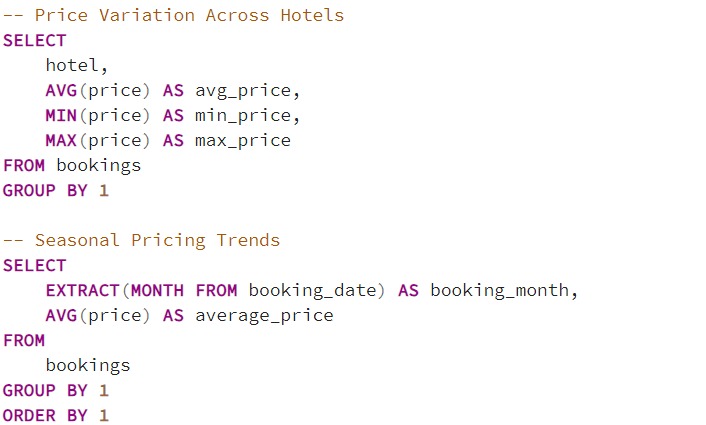 -- Price Variation Across Hotels
SELECT
    hotel,
    AVG(price) AS avg_price,
    MIN(price) AS min_price,
    MAX(price) AS max_price
FROM bookings
GROUP BY 1

-- Seasonal Pricing Trends
SELECT
    EXTRACT(MONTH FROM booking_date) AS booking_month,
    AVG(price) AS average_price
FROM
    bookings
GROUP BY 1
ORDER BY 1